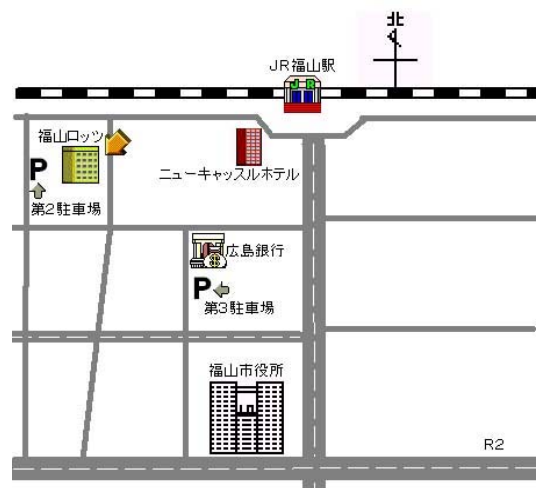 北
JR福山駅
福山ロッツ
P
第2駐車場
ニューキャッスルホテル
広島銀行
P
第3駐車場
福山市役所
R2